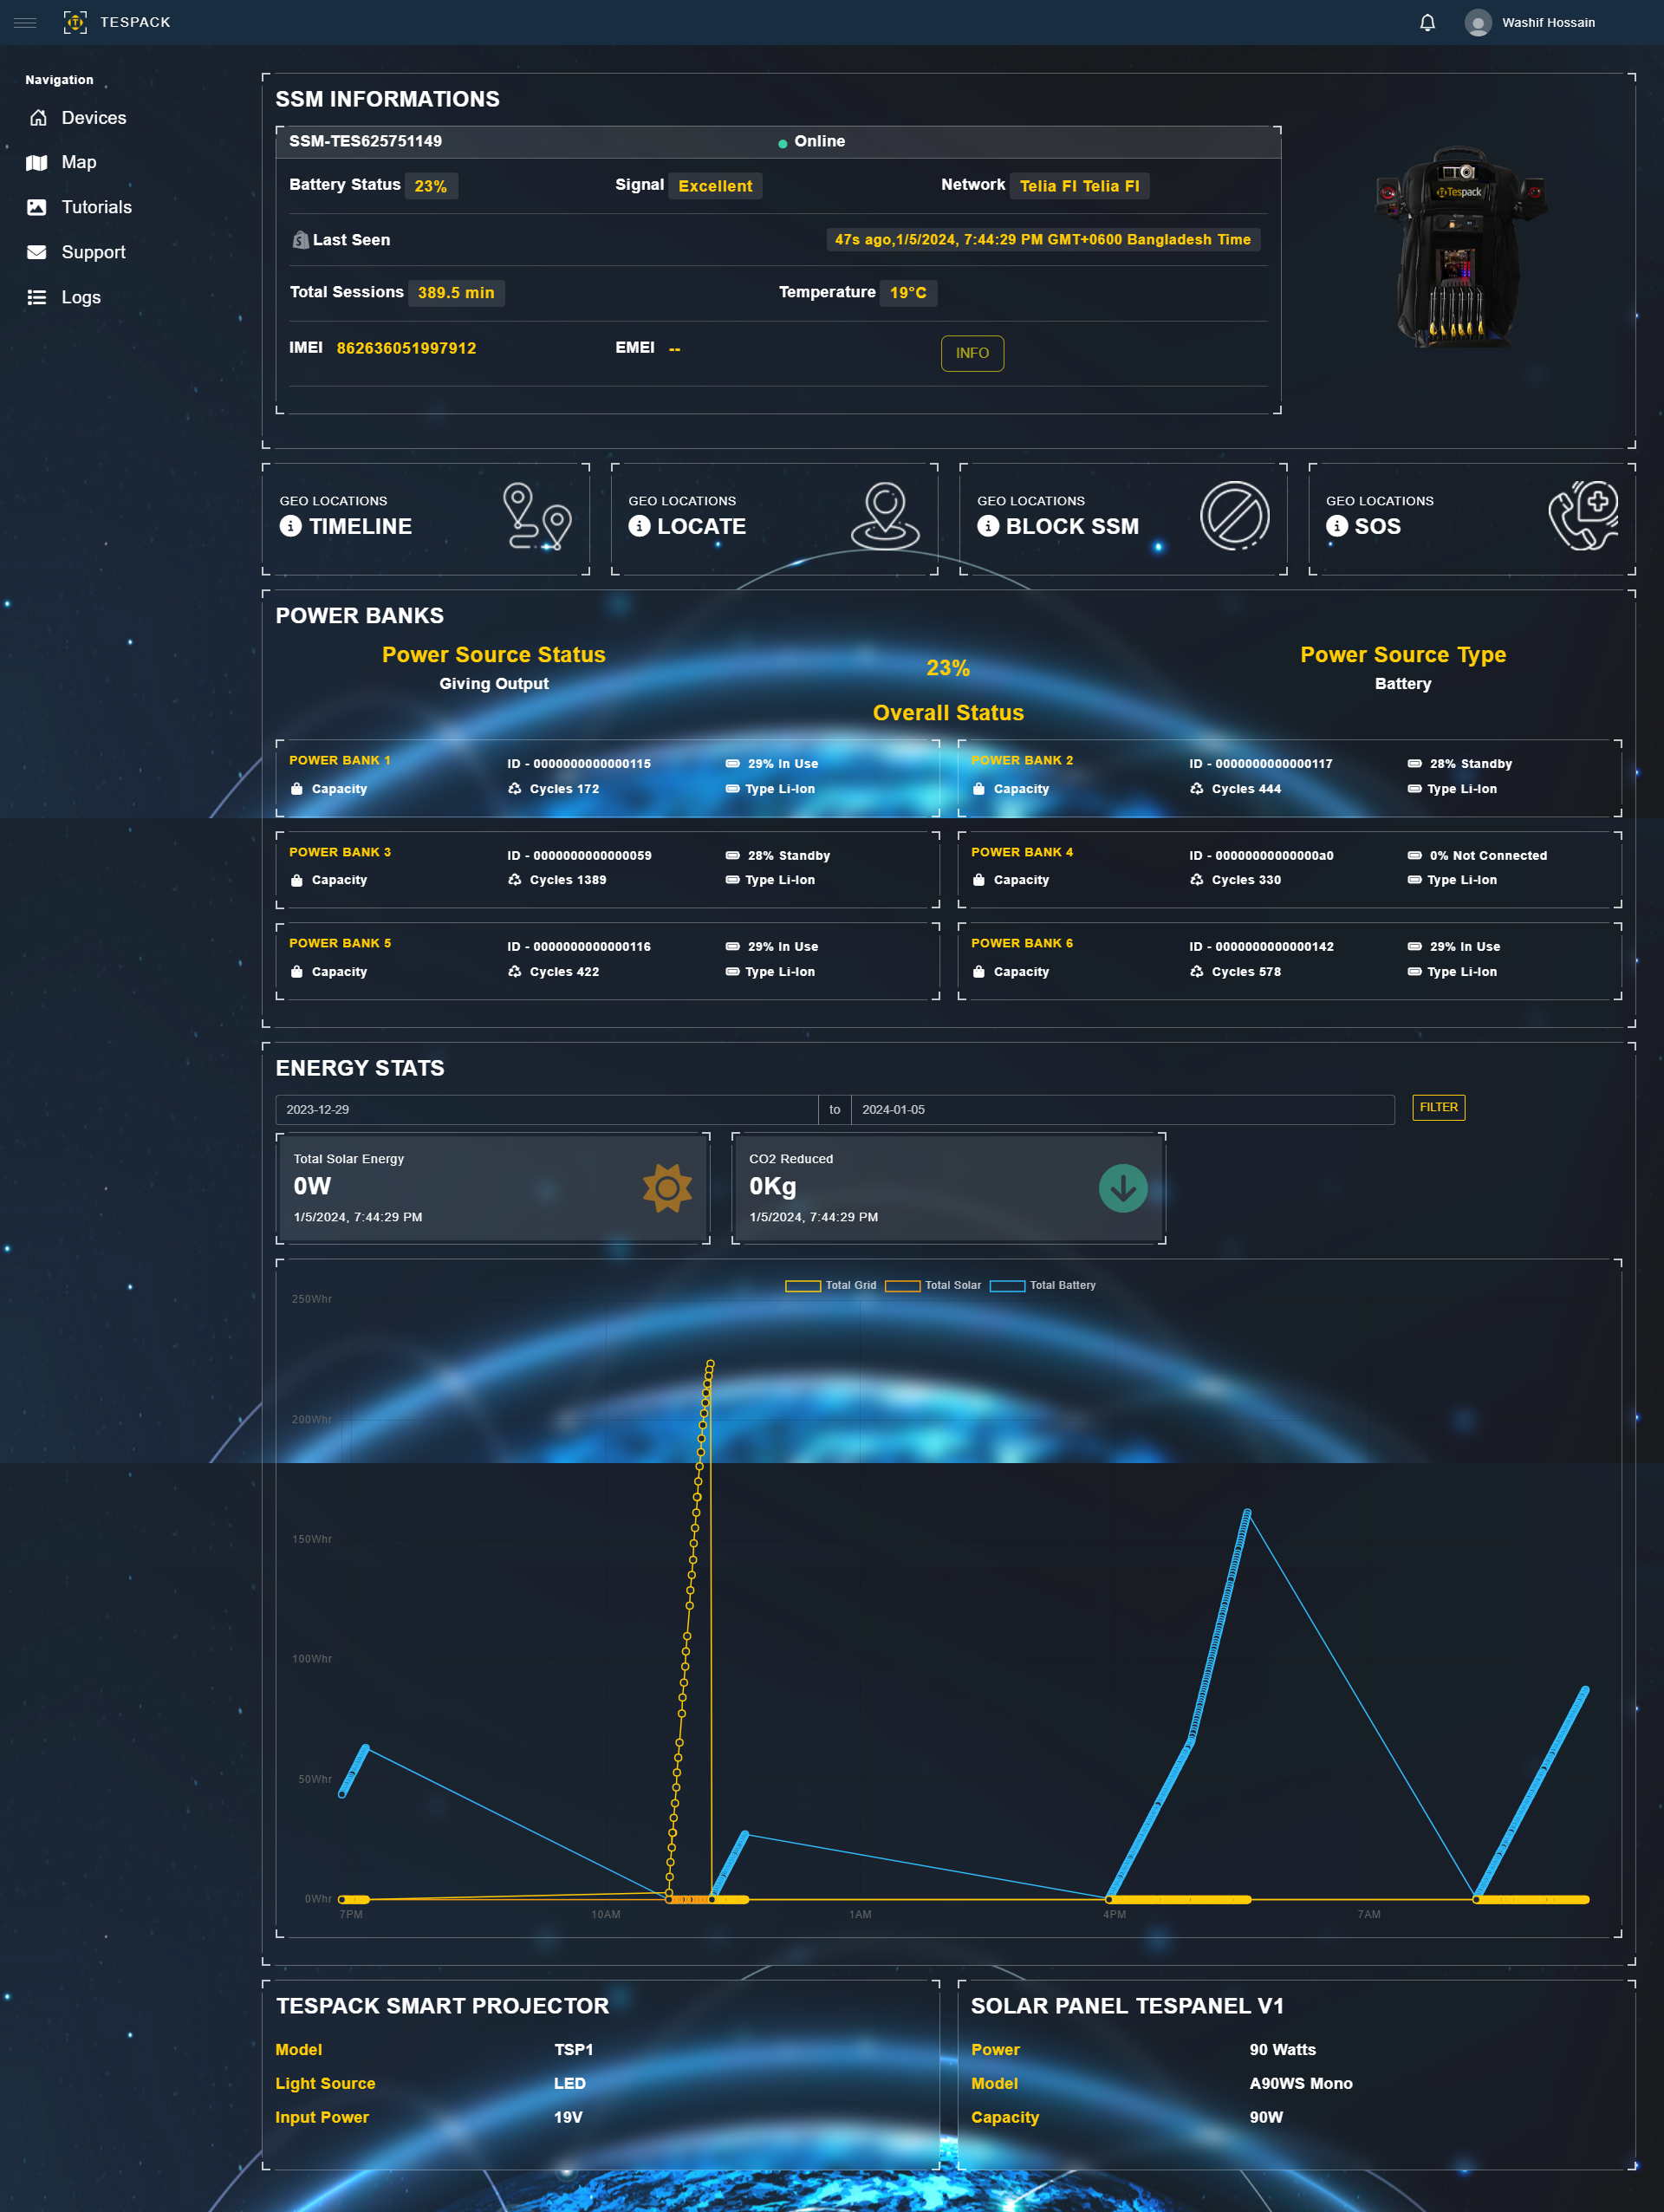 TESPACK
Washif Hossain
Navigation
Devices
Map
Tutorials
Support
Logs
SSM INFORMATIONS
SSM-TES625751149
Online
Battery Status 23%
Signal Excellent
Network Telia FI Telia FI
Last Seen
47s ago,1/5/2024, 7:44:29 PM GMT+0600 Bangladesh Time
Total Sessions 389.5 min
Temperature 19°C
IMEI 862636051997912
EMEI --
INFO
Tespack
GEO LOCATIONS
TIMELINE
GEO LOCATIONS
LOCATE
GEO LOCATIONS
BLOCK SSM
GEO LOCATIONS
SOS
POWER BANKS
Power Source Status
Giving Output
23%
Overall Status
Power Source Type
Battery
POWER BANK 1
ID - 0000000000000115
29% In Use
Capacity
Cycles 172
Type Li-Ion
POWER BANK 2
ID - 0000000000000117
28% Standby
Capacity
Cycles 444
Type Li-Ion
POWER BANK 3
ID - 0000000000000059
28% Standby
Capacity
Cycles 1389
Type Li-Ion
POWER BANK 4
ID - 00000000000000a0
0% Not Connected
Capacity
Cycles 330
Type Li-Ion
POWER BANK 5
ID - 0000000000000116
29% In Use
Capacity
Cycles 422
Type Li-Ion
POWER BANK 6
ID - 0000000000000142
29% In Use
Capacity
Cycles 578
Type Li-Ion
ENERGY STATS
2023-12-29 to 2024-01-05
FILTER
Total Solar Energy
0W
1/5/2024, 7:44:29 PM
CO2 Reduced
0Kg
1/5/2024, 7:44:29 PM
Total Grid Total Solar Total Battery
250Whr
200Whr
150Whr
100Whr
50Whr
0Whr
7PM 10AM 1AM 4PM 7AM
TESPACK SMART PROJECTOR
Model TSP1
Light Source LED
Input Power 19V
SOLAR PANEL TESPANEL V1
Power 90 Watts
Model A90WS Mono
Capacity 90W